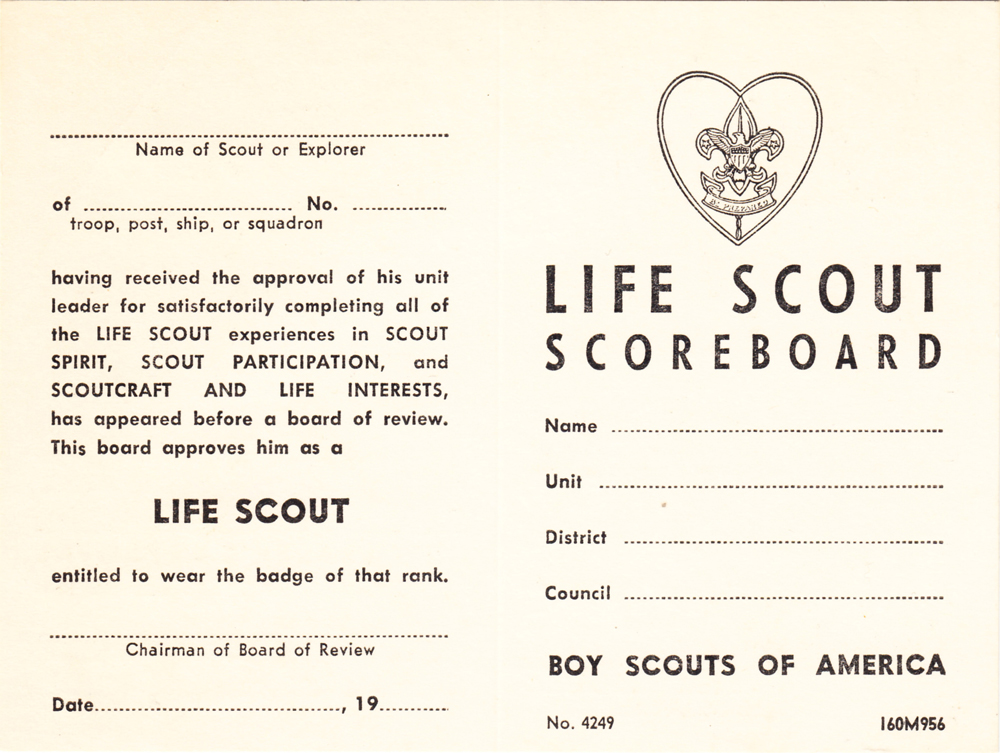 Name of Scout or Explorer
of ................................ No. ................
troop, post, ship, or squadron
having received the approval of his unit
leader for satisfactorily completing all of
the LIFE SCOUT experiences in SCOUT
SPIRIT, SCOUT PARTICIPATION, and
SCOUTCRAFT AND LIFE INTERESTS,
has appeared before a board of review.
This board approves him as a
LIFE SCOUT
entitled to wear the badge of that rank.
Chairman of Board of Review
Date......................................, 19...........
BE PREPARED
LIFE SCOUT
SCOREBOARD
Name
Unit
District
Council
BOY SCOUTS OF AMERICA
No. 4249 160M956